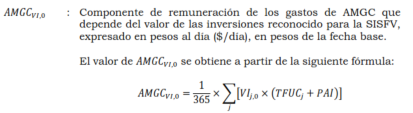 AMGC_{VI,0} : Componente de remuneración de los gastos de AMGC que
depende del valor de las inversiones reconocido para la SISFV,
expresado en pesos al día ($/día), en pesos de la fecha base.
El valor de AMGC_{VI,0} se obtiene a partir de la siguiente fórmula:
AMGC_{VI,0} = \frac{1}{365} × \sum_{j} [VI_{j,0} × (TFUC_j + PAI)]